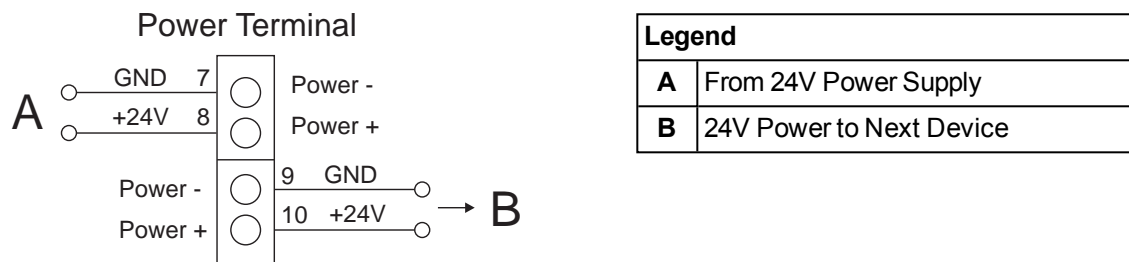 Power Terminal
A
GND 7 Power -
+24V 8 Power +
Power - 9 GND
Power + 10 +24V
B
Legend
A From 24V Power Supply
B 24V Power to Next Device